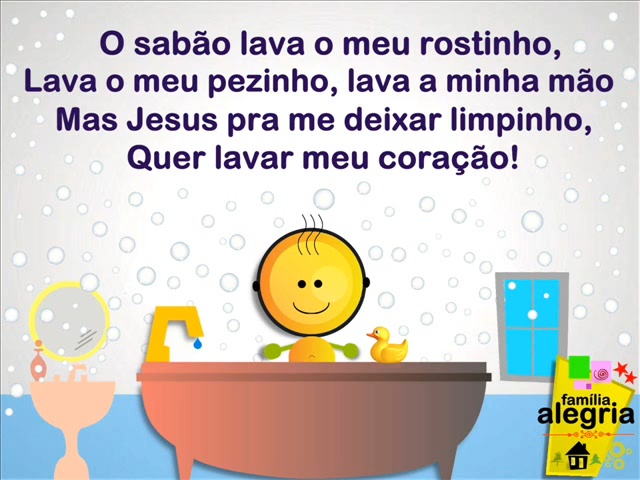 O sabão lava o meu rostinho,
Lava o meu pezinho, lava a minha mão
Mas Jesus pra me deixar limpinho,
Quer lavar meu coração!
família
alegria